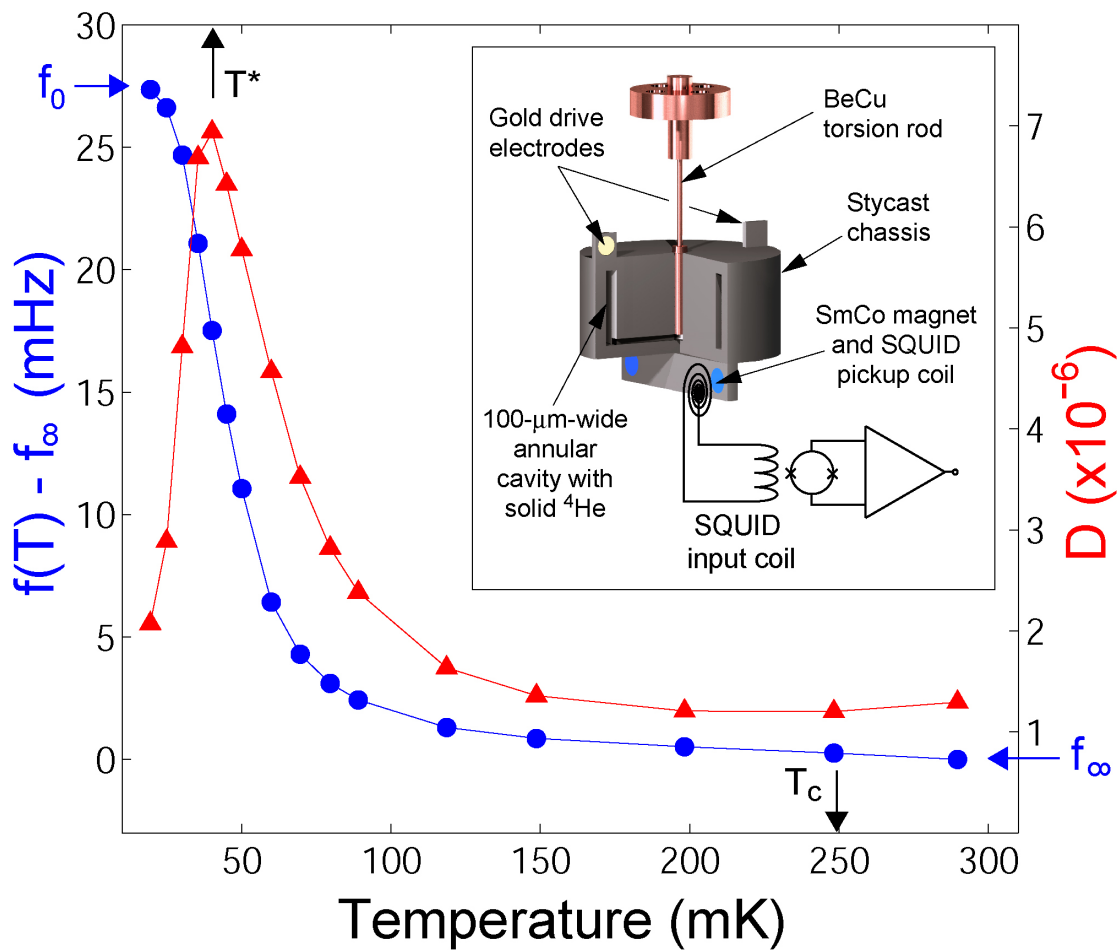 30
25
20
15
10
5
0
f(T) - f∞ (mHz)
f₀
T*
Gold drive
electrodes
BeCu
torsion rod
Stycast
chassis
SmCo magnet
and SQUID
pickup coil
100-μm-wide
annular
cavity with
solid ⁴He
SQUID
input coil
7
6
5
4
3
2
1
D (x10⁻⁶)
f∞
T_c
50
100
150
200
250
300
Temperature (mK)